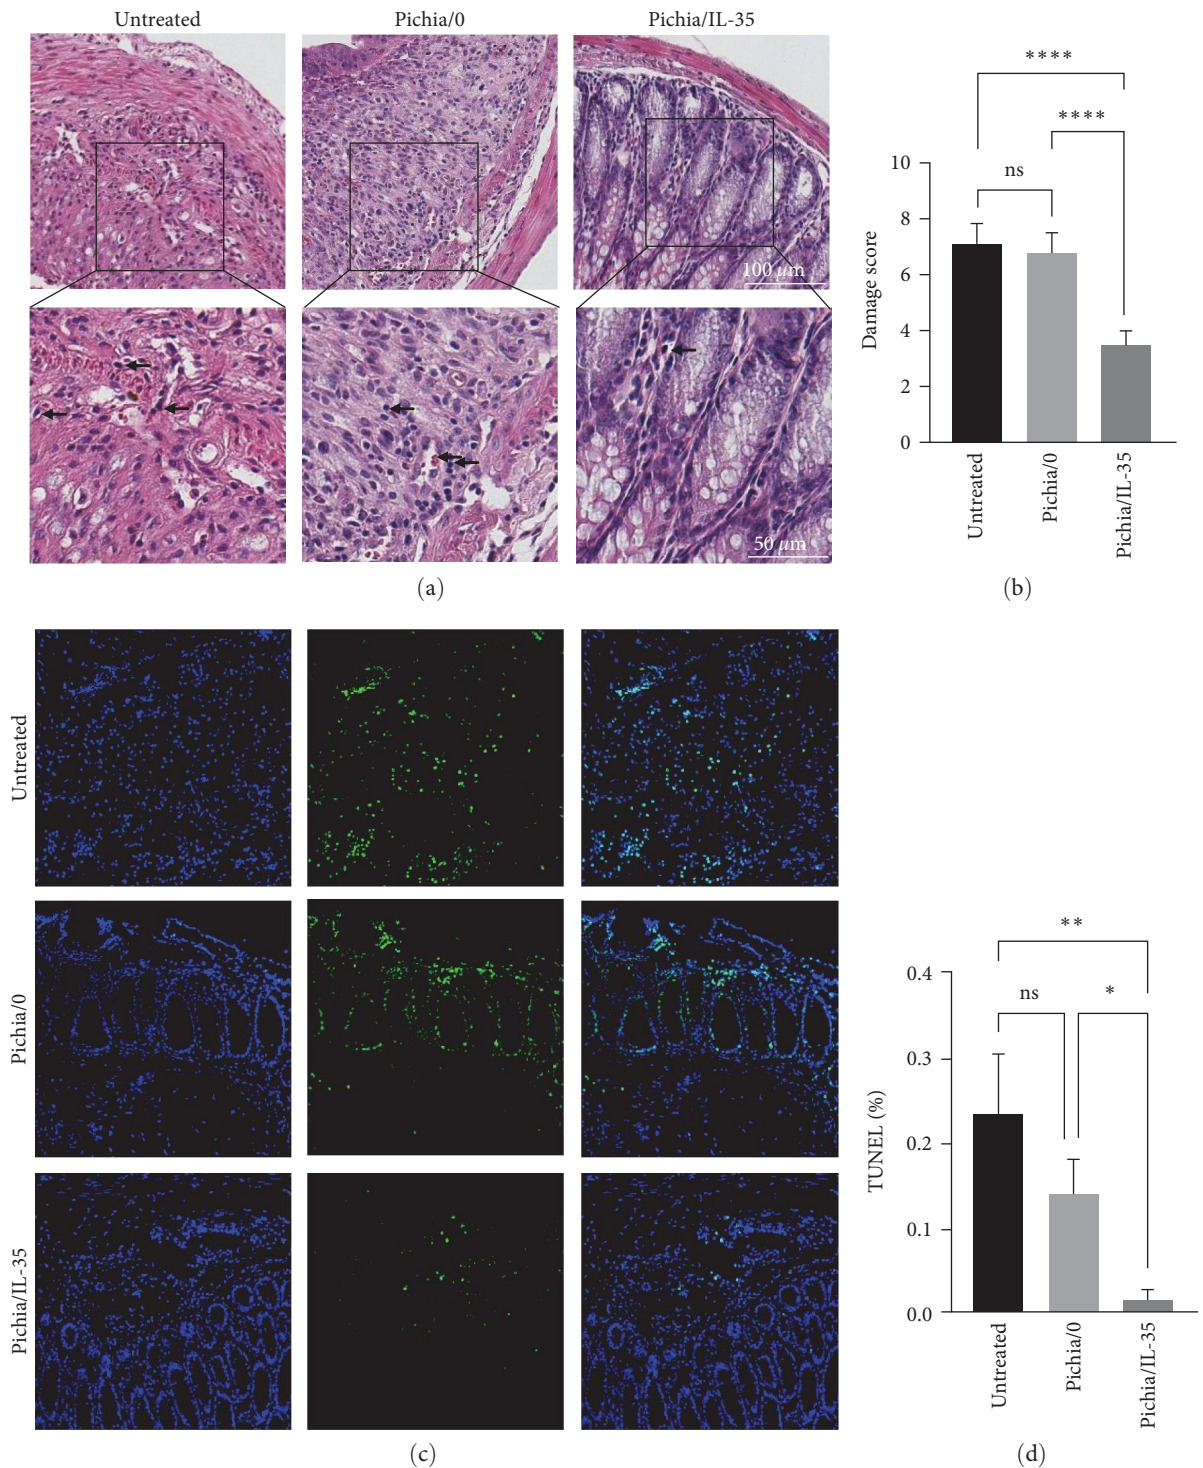 Untreated
Pichia/0
Pichia/IL-35
100 µm
50 µm
(a)
****
****
ns
10
8
6
4
2
0
Damage score
Untreated
Pichia/0
Pichia/IL-35
(b)
Untreated
Pichia/0
Pichia/IL-35
(c)
**
ns
*
0.4
0.3
0.2
0.1
0.0
TUNEL (%)
Untreated
Pichia/0
Pichia/IL-35
(d)